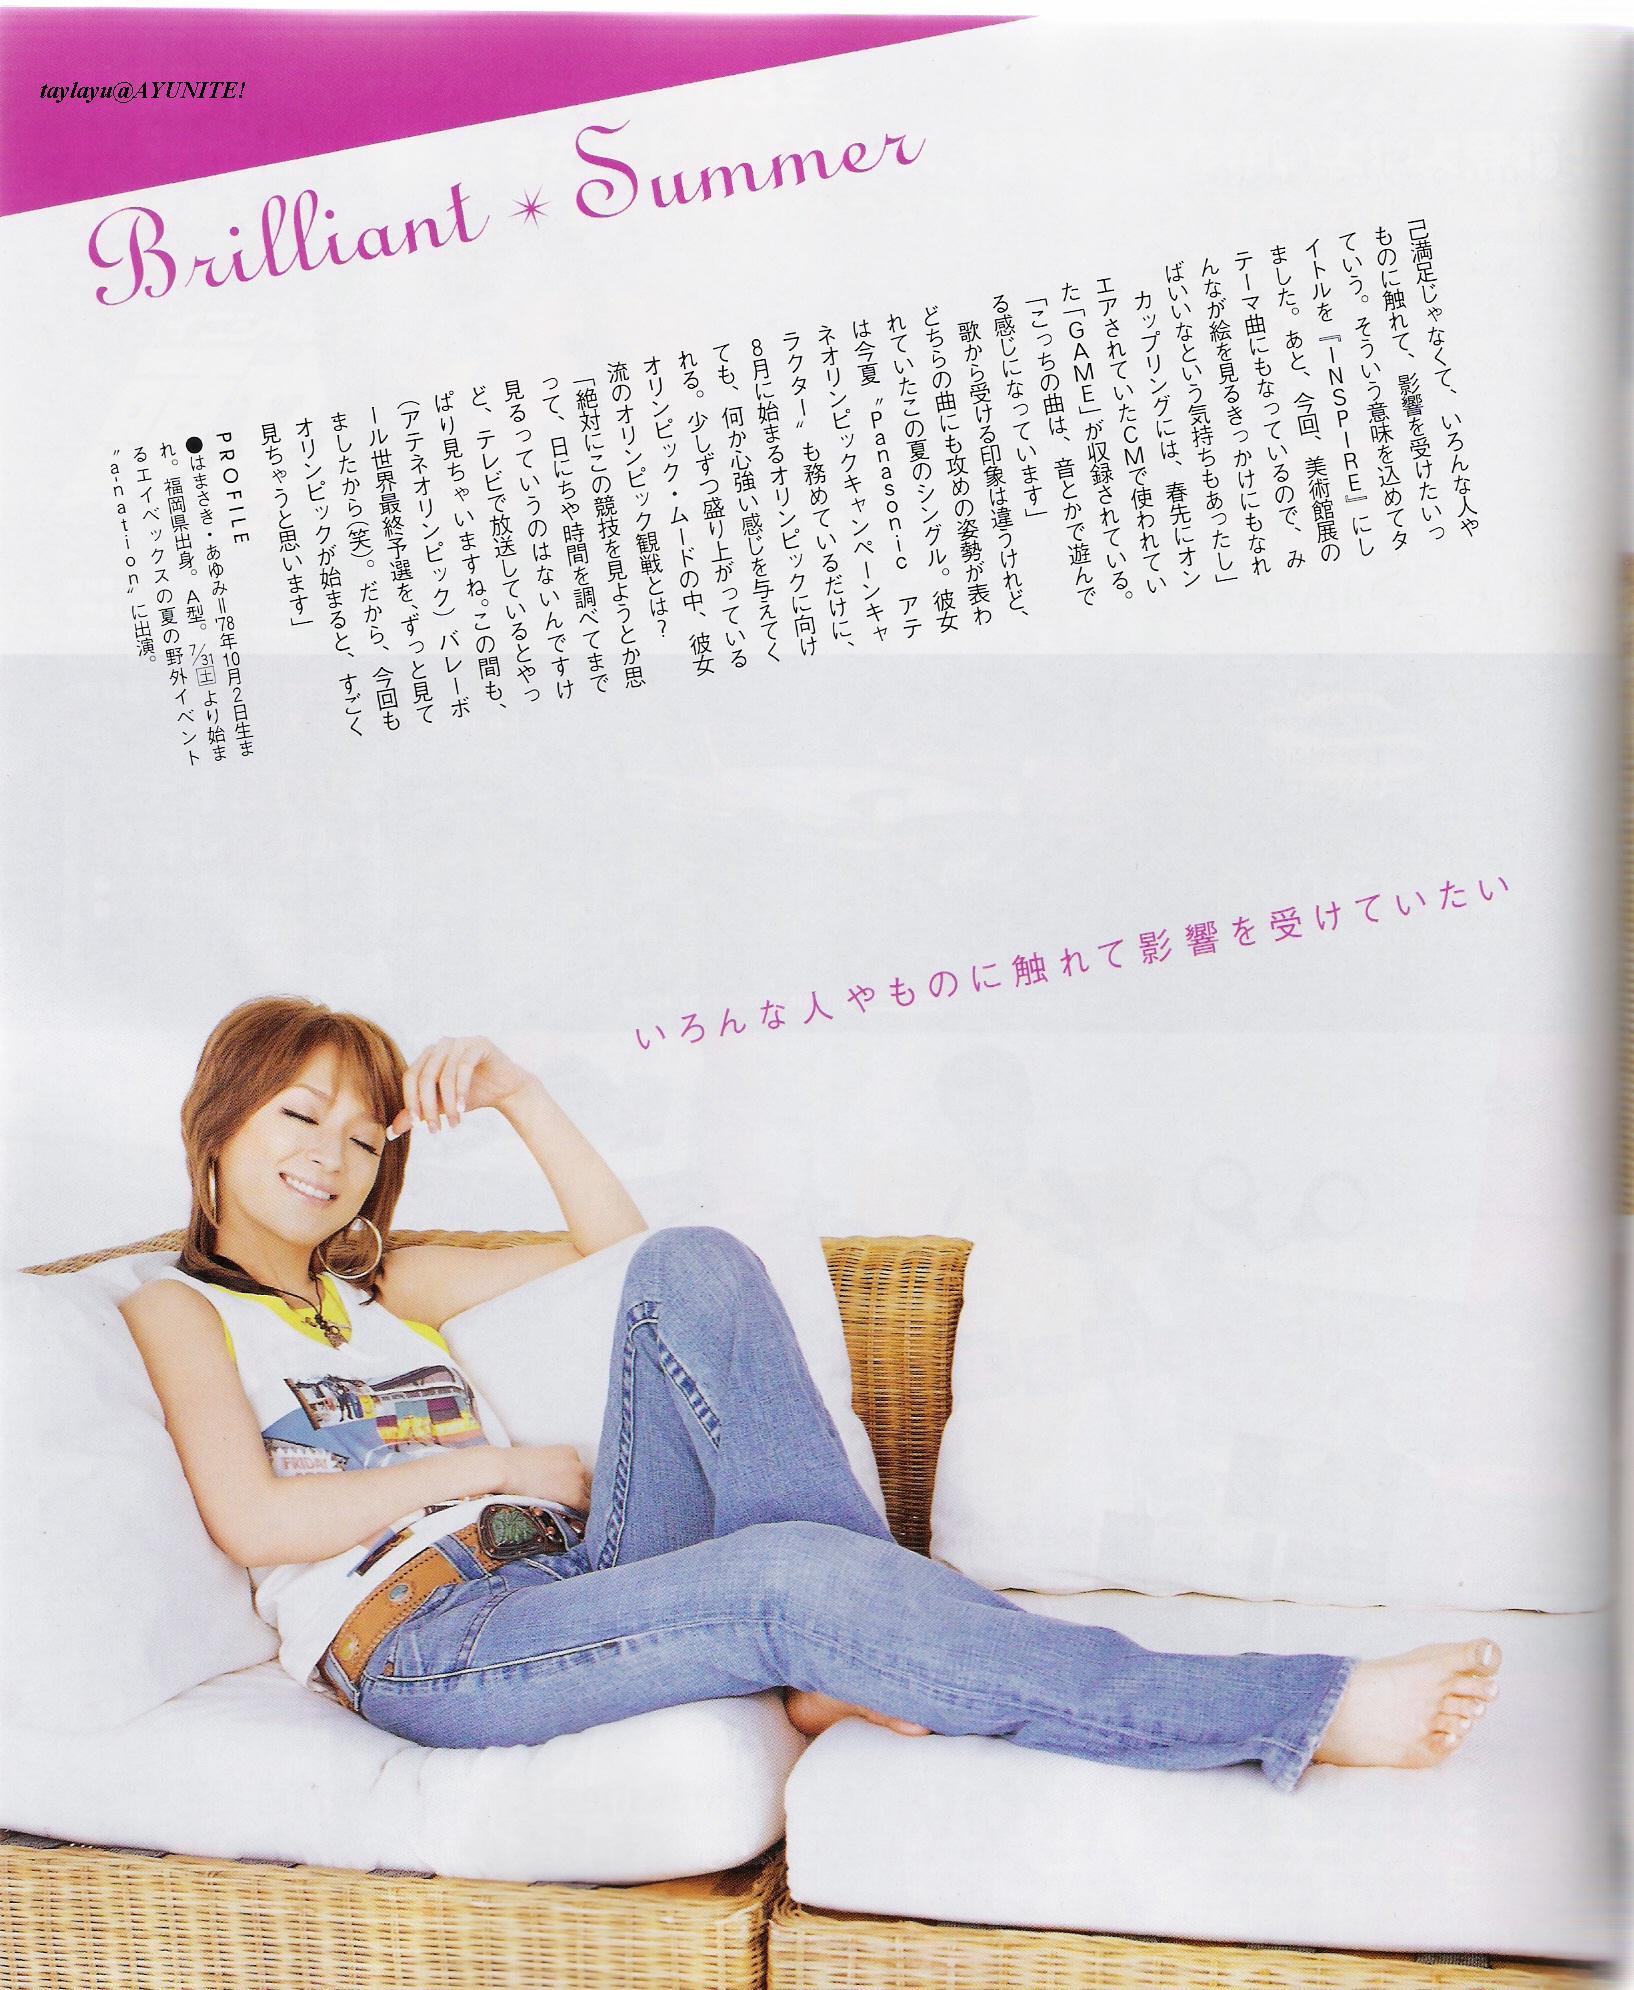 taylayu@AYUNITE!
Brilliant＊Summer
己満足じゃなくて、いろんな人や
ものに触れて、影響を受けたいっ
ていう。そういう意味を込めてタ
イトルを『INSPIRE』にし
ました。あと、今回、美術館展の
テーマ曲にもなっているので、み
んなが絵を見るきっかけにもなれ
ばいいなという気持ちもあったし」
カップリングには、春先にオン
エアされていたCMで使われてい
た「GAME」が収録されている。
「こっちの曲は、音とかで遊んで
る感じになっています」
歌から受ける印象は違うけれど、
どちらの曲にも攻めの姿勢が表わ
れていたこの夏のシングル。彼女
は今夏〝Panasonic アテ
ネオリンピックキャンペーンキャ
ラクター〟も務めているだけに、
8月に始まるオリンピックに向け
ても、何か心強い感じを与えてく
れる。少しずつ盛り上がっている
オリンピック・ムードの中、彼女
流のオリンピック観戦とは?
「絶対にこの競技を見ようとか思
って、日にちや時間を調べてまで
見るっていうのはないんですけ
ど、テレビで放送しているとやっ
ぱり見ちゃいますね。この間も、
(アテネオリンピック)バレーボ
ール世界最終予選を、ずっと見て
ましたから(笑)。だから、今回も
オリンピックが始まると、すごく
見ちゃうと思います」
PROFILE
●はまさき・あゆみ='78年10月2日生ま
れ。福岡県出身。A型。7/31土より始ま
るエイベックスの夏の野外イベント
〝a-nation〟に出演。
いろんな人やものに触れて影響を受けていたい
FRIDAY